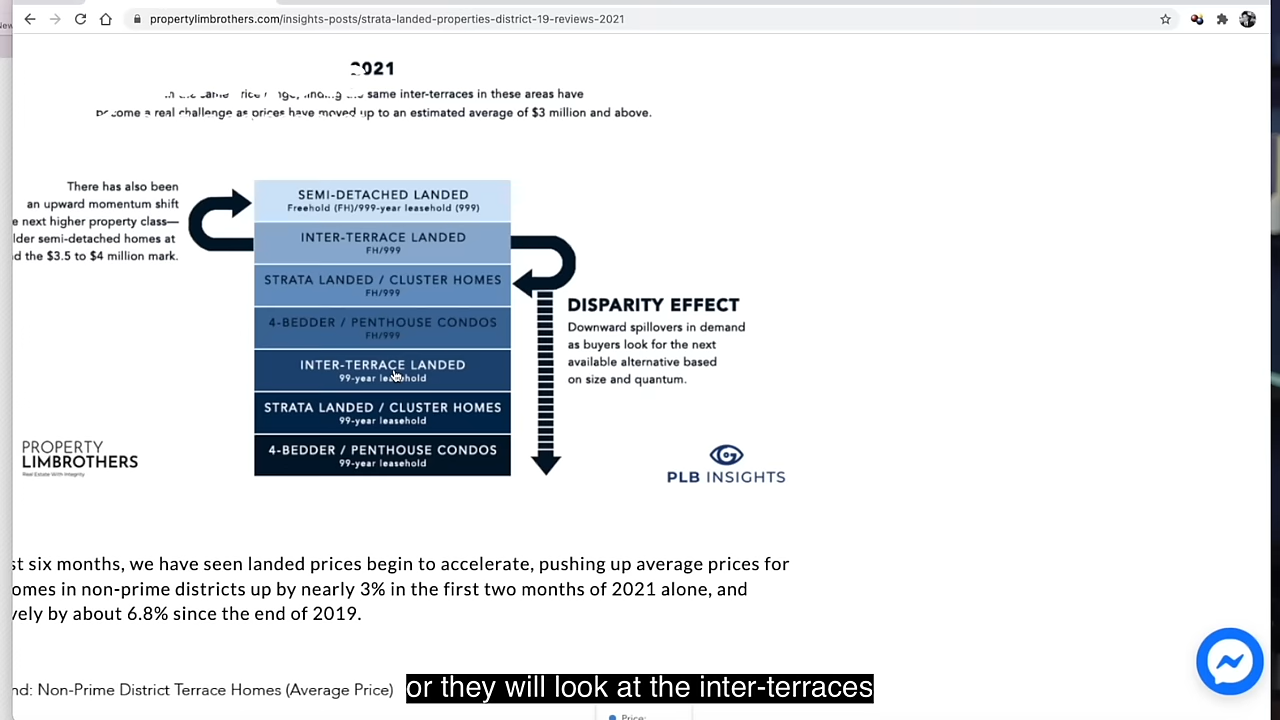 propertylimbrothers.com/insights-posts/strata-landed-properties-district-19-reviews-2021
2021
same inter-terraces in these areas have
a real challenge as prices have moved up to an estimated average of $3 million and above.
There has also been
an upward momentum shift
next higher property class—
semi-detached homes at
the $3.5 to $4 million mark.
SEMI-DETACHED LANDED
Freehold (FH)/999-year leasehold (999)
INTER-TERRACE LANDED
FH/999
STRATA LANDED / CLUSTER HOMES
FH/999
4-BEDDER / PENTHOUSE CONDOS
FH/999
INTER-TERRACE LANDED
99-year leasehold
STRATA LANDED / CLUSTER HOMES
99-year leasehold
4-BEDDER / PENTHOUSE CONDOS
99-year leasehold
DISPARITY EFFECT
Downward spillovers in demand
as buyers look for the next
available alternative based
on size and quantum.
PROPERTY
LIMBROTHERS
Real Estate With Integrity
PLB INSIGHTS
six months, we have seen landed prices begin to accelerate, pushing up average prices for
in non-prime districts up by nearly 3% in the first two months of 2021 alone, and
by about 6.8% since the end of 2019.
Non-Prime District Terrace Homes (Average Price)
or they will look at the inter-terraces
Price: